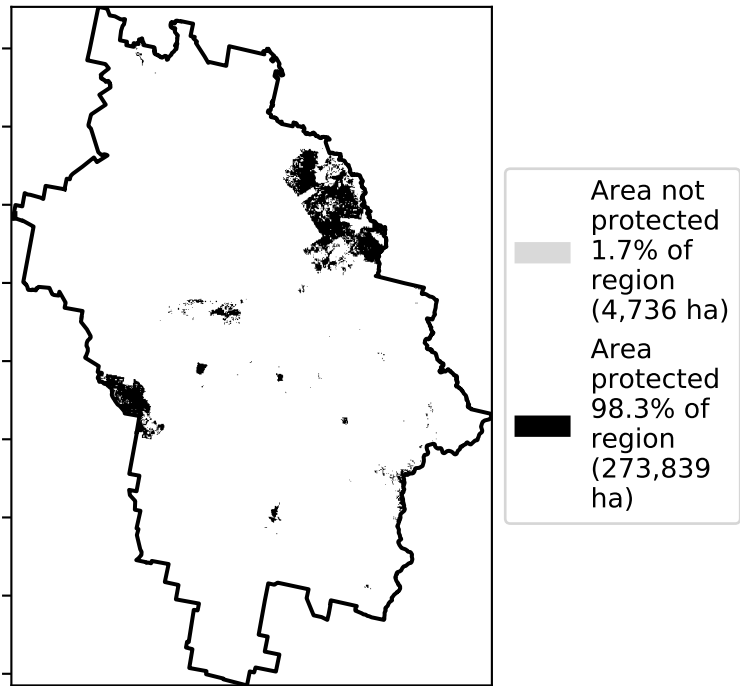 Area not
protected
1.7% of
region
(4,736 ha)
Area
protected
98.3% of
region
(273,839
ha)